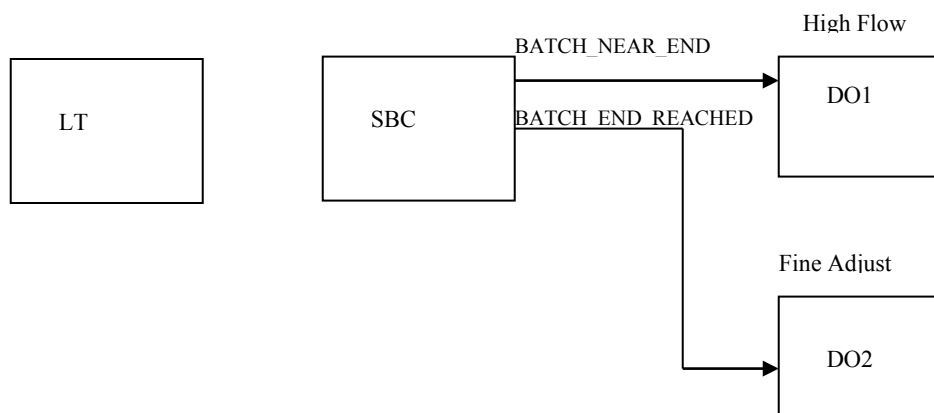 High Flow
BATCH_NEAR_END
DO1
LT
SBC
BATCH_END_REACHED
Fine Adjust
DO2